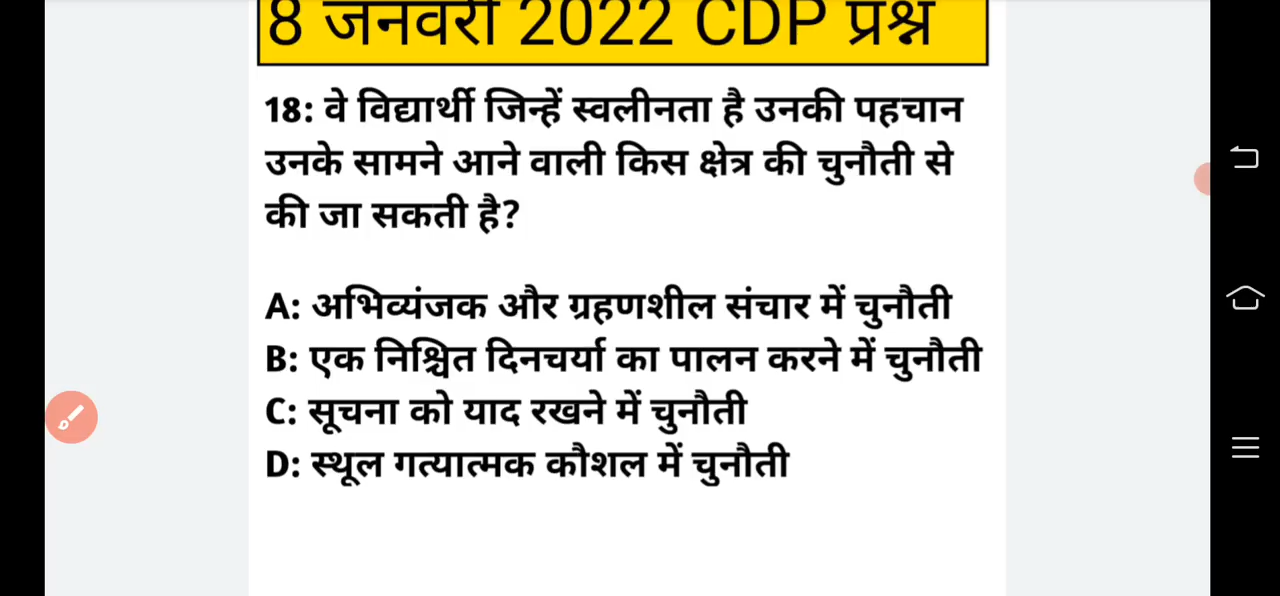 8 जनवरी 2022 CDP प्रश्न
18: वे विद्यार्थी जिन्हें स्वलीनता है उनकी पहचान
उनके सामने आने वाली किस क्षेत्र की चुनौती से
की जा सकती है?
A: अभिव्यंजक और ग्रहणशील संचार में चुनौती
B: एक निश्चित दिनचर्या का पालन करने में चुनौती
C: सूचना को याद रखने में चुनौती
D: स्थूल गत्यात्मक कौशल में चुनौती